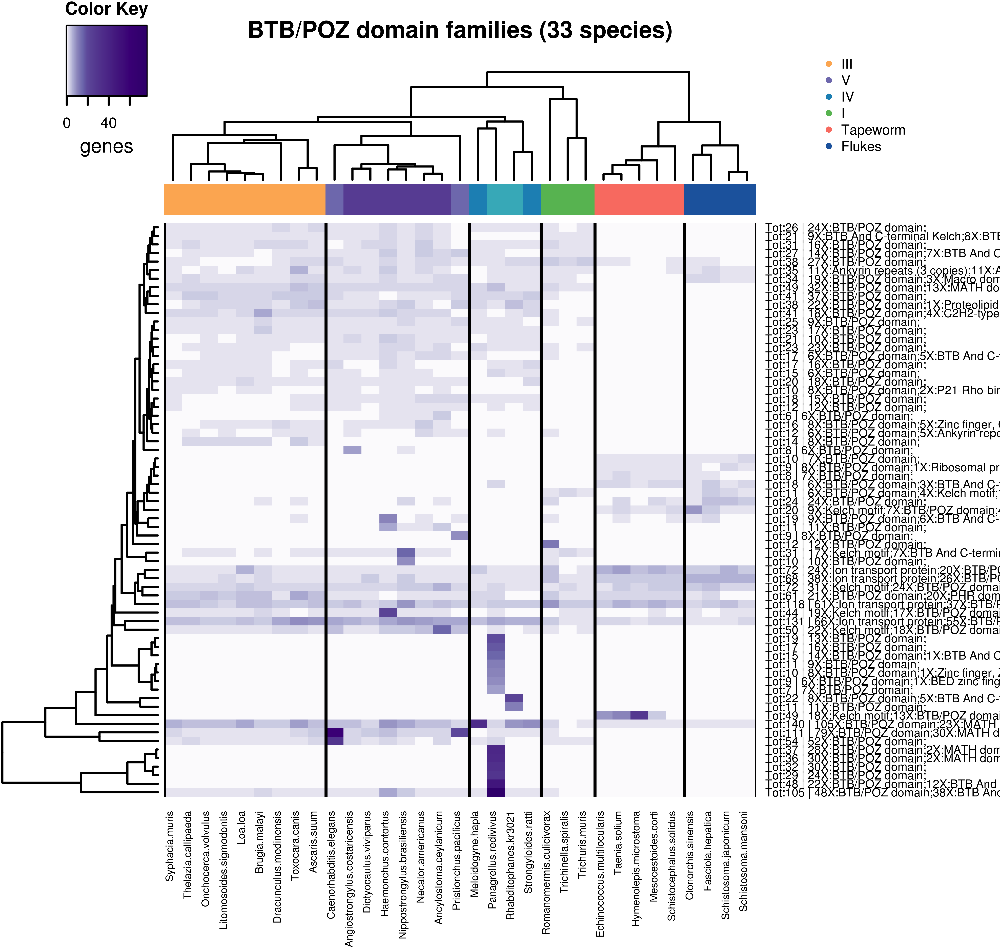 Color Key
BTB/POZ domain families (33 species)
0 40
genes
III
V
IV
I
Tapeworm
Flukes
Tot:26 | 24X:BTB/POZ domain;
Tot:21 | 9X:BTB And C-terminal Kelch;8X:BTB
Tot:31 | 16X:BTB/POZ domain;
Tot:27 | 14X:BTB/POZ domain;7X:BTB And C
Tot:38 | 27X:BTB/POZ domain;
Tot:35 | 11X:Ankyrin repeats (3 copies);11X:A
Tot:34 | 19X:BTB/POZ domain;3X:Macro dom
Tot:49 | 32X:BTB/POZ domain;13X:MATH do
Tot:41 | 37X:BTB/POZ domain;
Tot:38 | 22X:BTB/POZ domain;1X:Proteolipid
Tot:41 | 18X:BTB/POZ domain;4X:C2H2-type
Tot:25 | 9X:BTB/POZ domain;
Tot:23 | 17X:BTB/POZ domain;
Tot:21 | 10X:BTB/POZ domain;
Tot:23 | 23X:BTB/POZ domain;
Tot:17 | 6X:BTB/POZ domain;5X:BTB And C-
Tot:17 | 16X:BTB/POZ domain;
Tot:15 | 6X:BTB/POZ domain;
Tot:20 | 18X:BTB/POZ domain;
Tot:10 | 8X:BTB/POZ domain;2X:P21-Rho-bin
Tot:18 | 15X:BTB/POZ domain;
Tot:12 | 12X:BTB/POZ domain;
Tot:6 | 6X:BTB/POZ domain;
Tot:16 | 8X:BTB/POZ domain;5X:Zinc finger, C
Tot:12 | 6X:BTB/POZ domain;5X:Ankyrin repe
Tot:14 | 8X:BTB/POZ domain;
Tot:8 | 6X:BTB/POZ domain;
Tot:10 | 7X:BTB/POZ domain;
Tot:9 | 8X:BTB/POZ domain;1X:Ribosomal pr
Tot:8 | 7X:BTB/POZ domain;
Tot:18 | 6X:BTB/POZ domain;3X:BTB And C-
Tot:11 | 6X:BTB/POZ domain;4X:Kelch motif;
Tot:24 | 24X:BTB/POZ domain;
Tot:20 | 9X:Kelch motif;7X:BTB/POZ domain;4
Tot:19 | 9X:BTB/POZ domain;6X:BTB And C-
Tot:11 | 11X:BTB/POZ domain;
Tot:9 | 8X:BTB/POZ domain;
Tot:12 | 12X:BTB/POZ domain;
Tot:31 | 17X:Kelch motif;7X:BTB And C-termin
Tot:10 | 10X:BTB/POZ domain;
Tot:72 | 24X:Ion transport protein;20X:BTB/PO
Tot:68 | 38X:Ion transport protein;26X:BTB/PO
Tot:72 | 31X:Kelch motif;24X:BTB/POZ domai
Tot:61 | 21X:BTB/POZ domain;20X:PHR dom
Tot:118 | 61X:Ion transport protein;37X:BTB/P
Tot:44 | 19X:Kelch motif;17X:BTB/POZ domai
Tot:131 | 66X:Ion transport protein;55X:BTB/P
Tot:50 | 22X:Kelch motif;18X:BTB/POZ domai
Tot:19 | 13X:BTB/POZ domain;
Tot:17 | 16X:BTB/POZ domain;
Tot:15 | 14X:BTB/POZ domain;1X:BTB And C
Tot:11 | 9X:BTB/POZ domain;
Tot:10 | 8X:BTB/POZ domain;1X:Zinc finger, Z
Tot:9 | 6X:BTB/POZ domain;1X:BED zinc fing
Tot:7 | 7X:BTB/POZ domain;
Tot:22 | 8X:BTB/POZ domain;5X:BTB And C-
Tot:11 | 11X:BTB/POZ domain;
Tot:49 | 18X:Kelch motif;13X:BTB/POZ domai
Tot:140 | 105X:BTB/POZ domain;23X:MATH
Tot:111 | 79X:BTB/POZ domain;30X:MATH d
Tot:54 | 52X:BTB/POZ domain;
Tot:37 | 28X:BTB/POZ domain;2X:MATH dom
Tot:36 | 30X:BTB/POZ domain;2X:MATH dom
Tot:32 | 30X:BTB/POZ domain;
Tot:29 | 24X:BTB/POZ domain;
Tot:48 | 22X:BTB/POZ domain;12X:BTB And
Tot:105 | 48X:BTB/POZ domain;38X:BTB And
Syphacia.muris
Thelazia.callipaeda
Onchocerca.volvulus
Litomosoides.sigmodontis
Loa.loa
Brugia.malayi
Dracunculus.medinensis
Toxocara.canis
Ascaris.suum
Caenorhabditis.elegans
Angiostrongylus.costaricensis
Dictyocaulus.viviparus
Haemonchus.contortus
Nippostrongylus.brasiliensis
Necator.americanus
Ancylostoma.ceylanicum
Pristionchus.pacificus
Meloidogyne.hapla
Panagrellus.redivivus
Rhabditophanes.kr3021
Strongyloides.ratti
Romanomermis.culicivorax
Trichinella.spiralis
Trichuris.muris
Echinococcus.multilocularis
Taenia.solium
Hymenolepis.microstoma
Mesocestoides.corti
Schistocephalus.solidus
Clonorchis.sinensis
Fasciola.hepatica
Schistosoma.japonicum
Schistosoma.mansoni